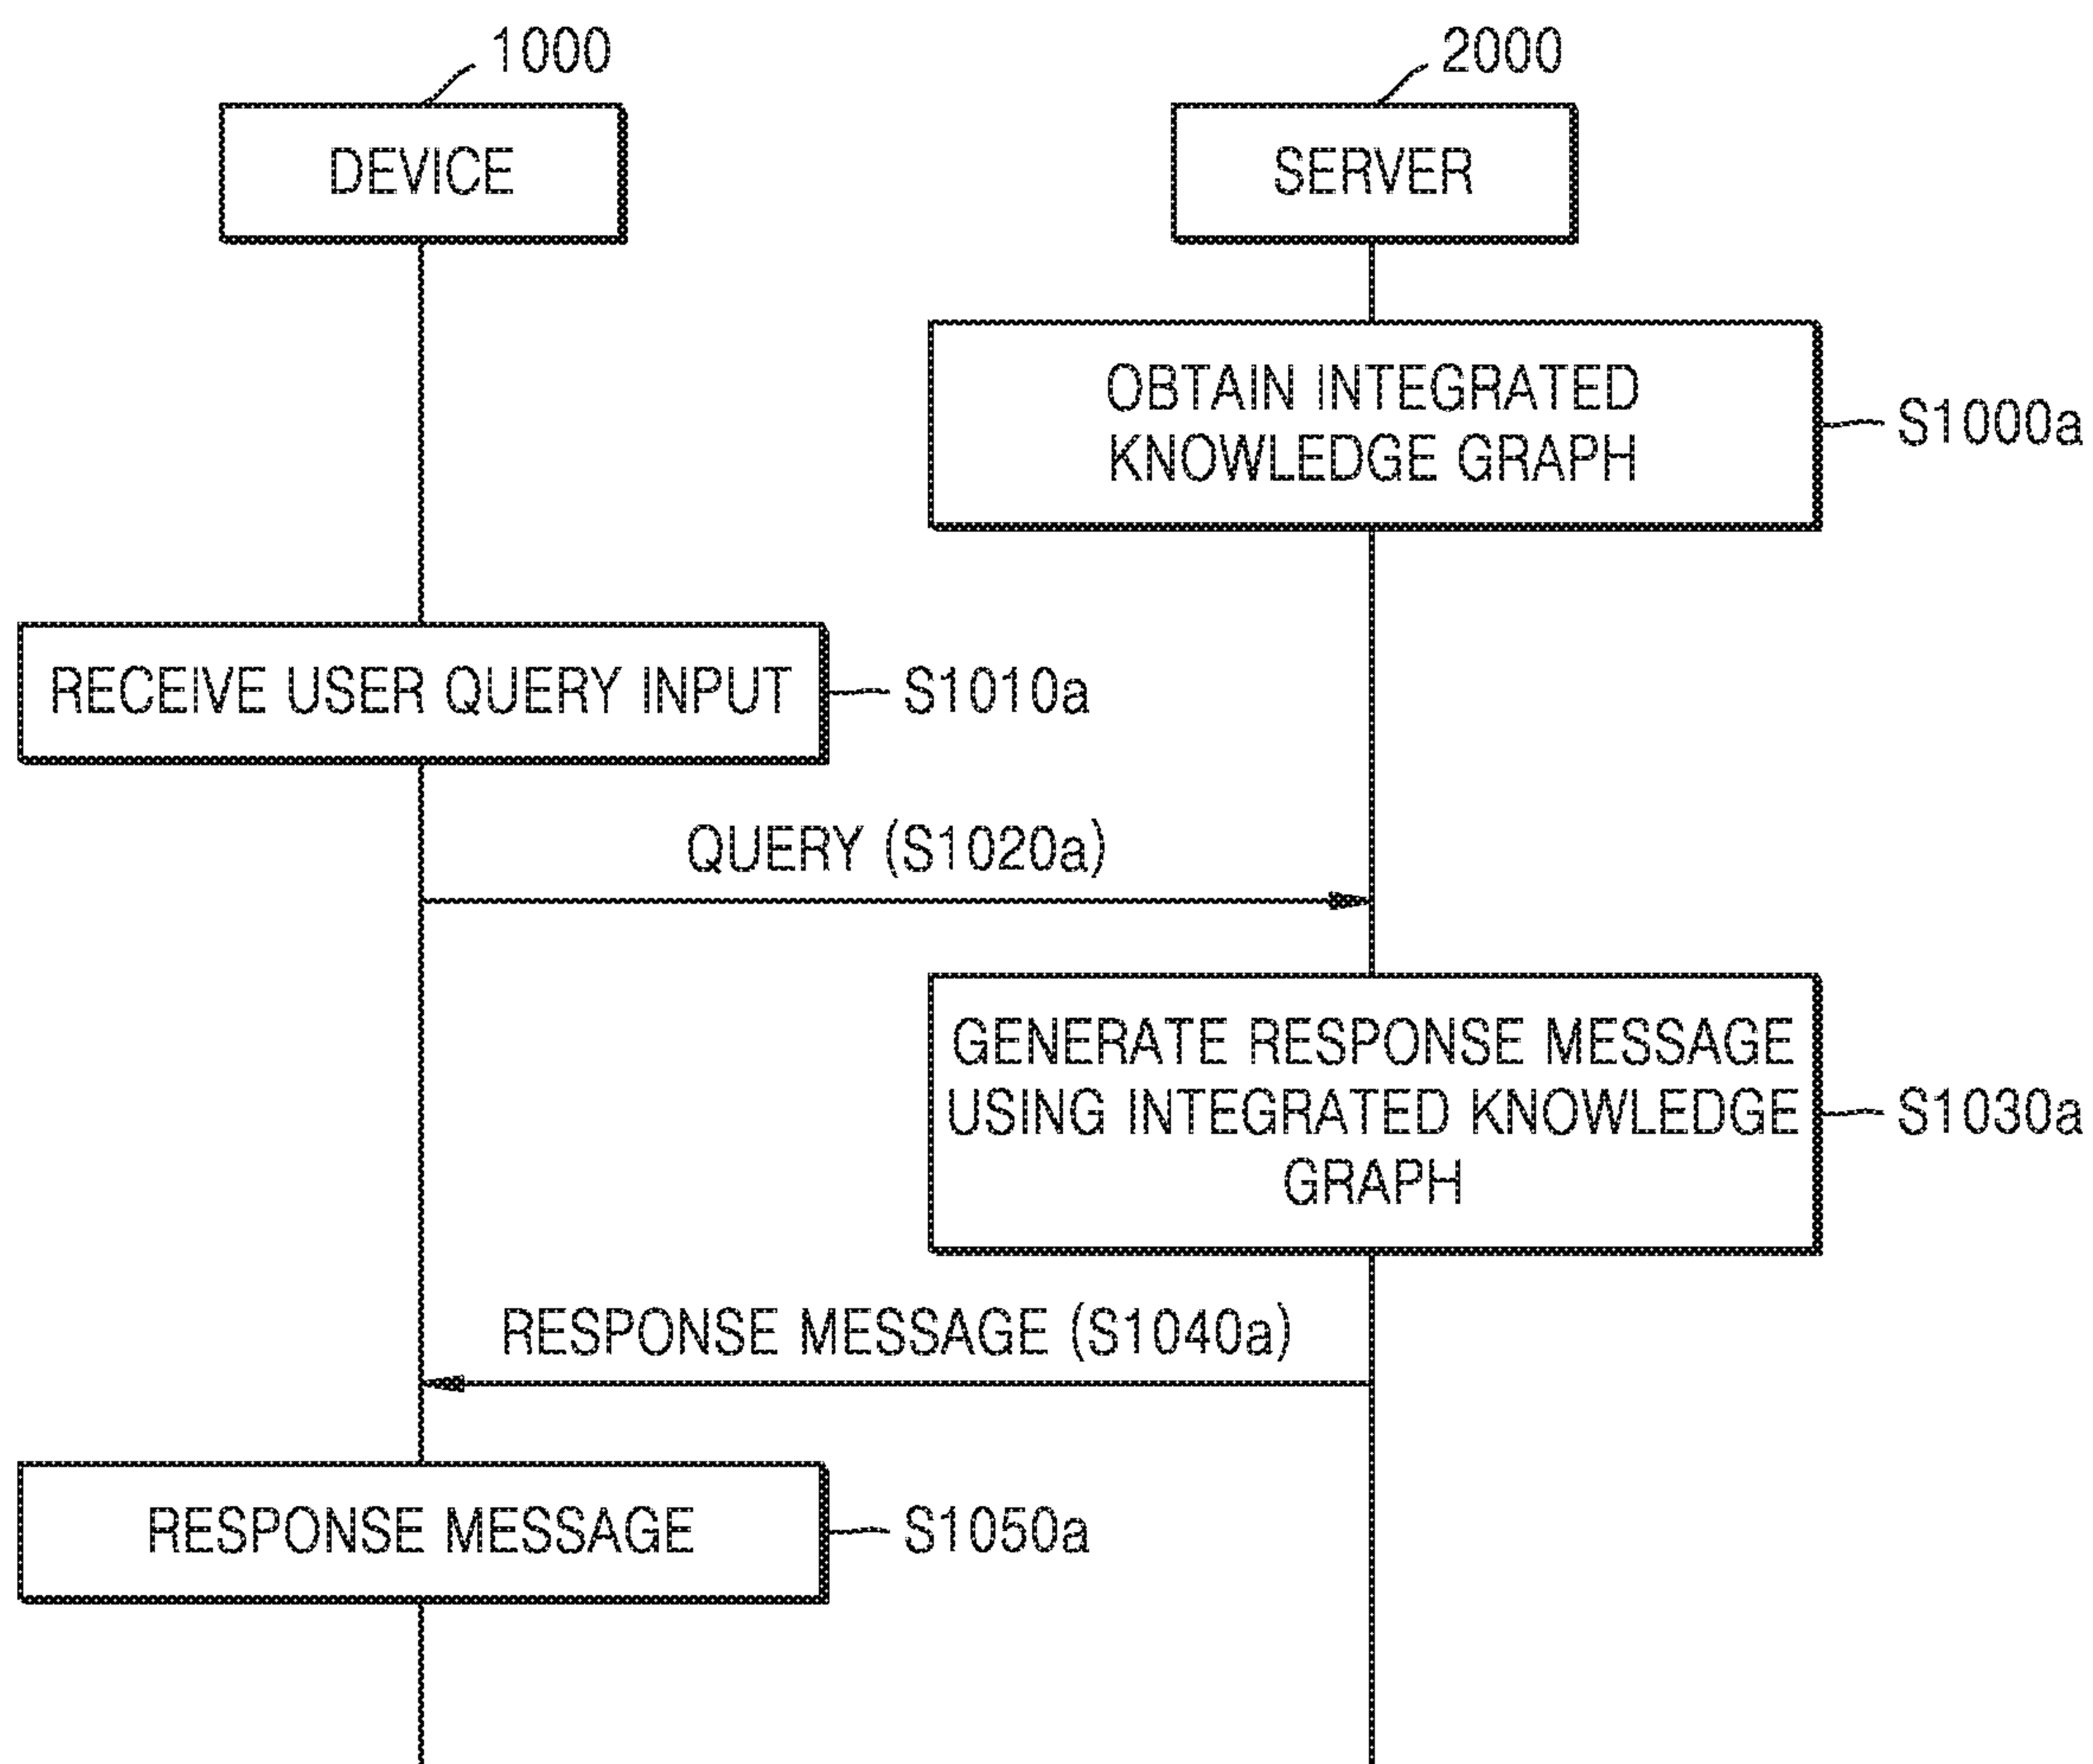 1000
2000
DEVICE
SERVER
OBTAIN INTEGRATED
KNOWLEDGE GRAPH
S1000a
RECEIVE USER QUERY INPUT
S1010a
QUERY (S1020a)
GENERATE RESPONSE MESSAGE
USING INTEGRATED KNOWLEDGE
GRAPH
S1030a
RESPONSE MESSAGE (S1040a)
RESPONSE MESSAGE
S1050a